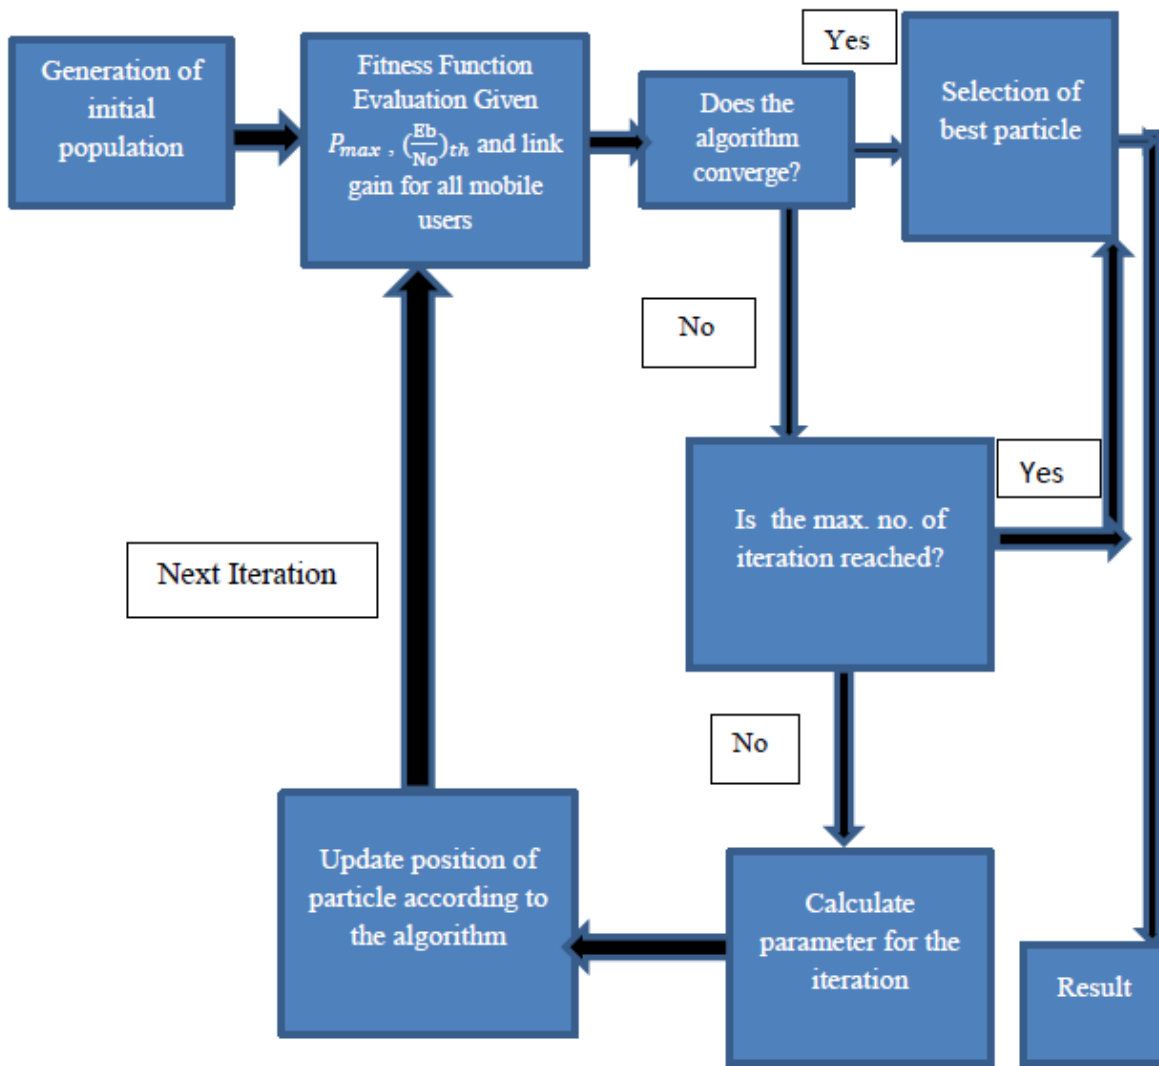 Generation of
initial
population
Fitness Function
Evaluation Given
P_max , (Eb/No)_th and link
gain for all mobile
users
Does the
algorithm
converge?
Yes
Selection of
best particle
No
Is the max. no. of
iteration reached?
Yes
Next Iteration
No
Update position of
particle according to
the algorithm
Calculate
parameter for the
iteration
Result